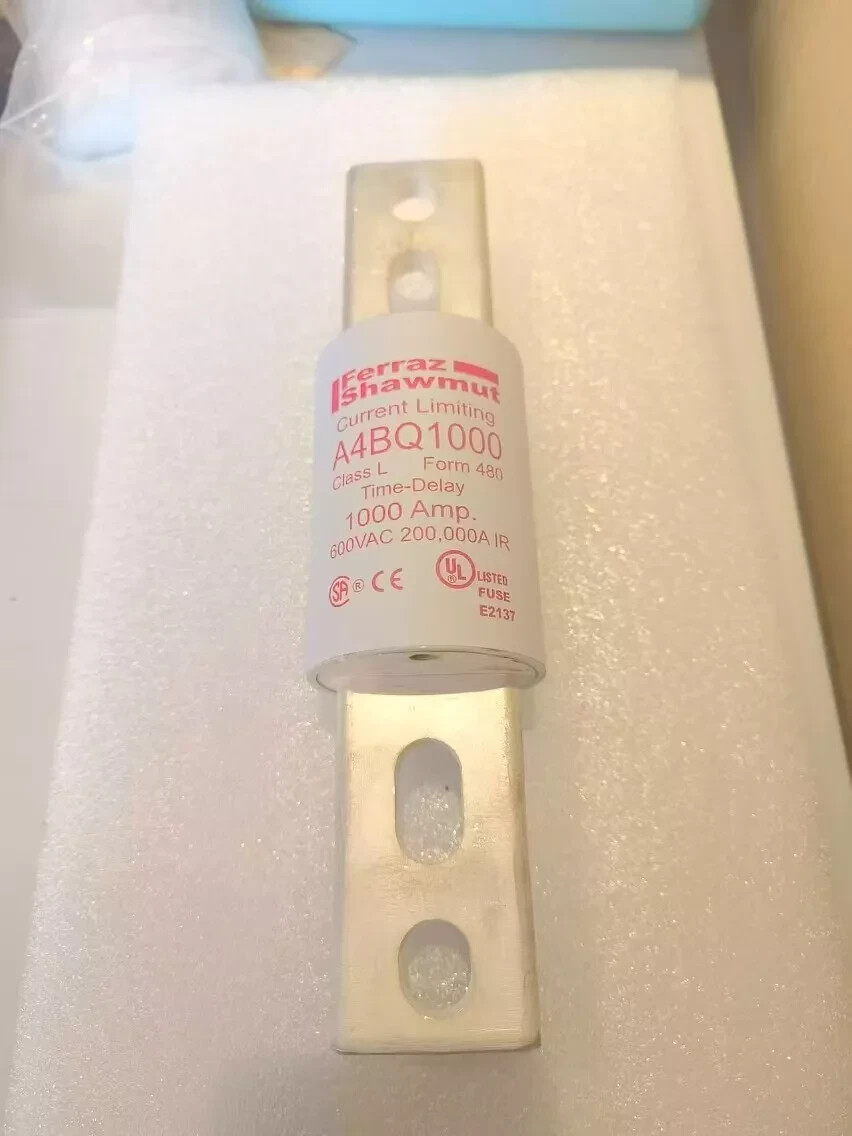 Ferraz
Shawmut
Current Limiting
A4BQ1000
Class L Form 480
Time-Delay
1000 Amp.
600VAC 200,000A IR
SA ® CE UL ® LISTED
FUSE
E2137